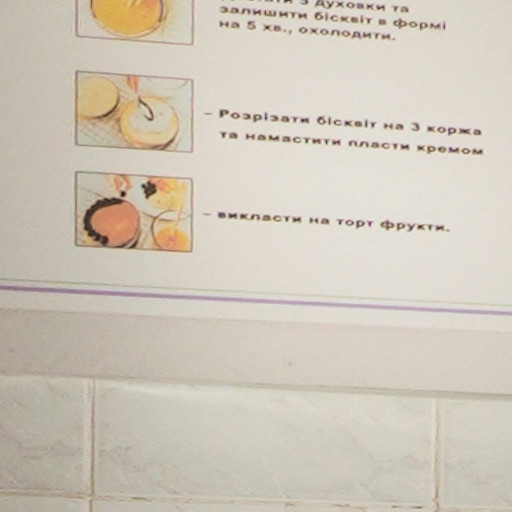 з духовки та
залишити бісквіт в формі
на 5 хв., охолодити.
– Розрізати бісквіт на 3 коржа
та намастити пласти кремом
– викласти на торт фрукти.